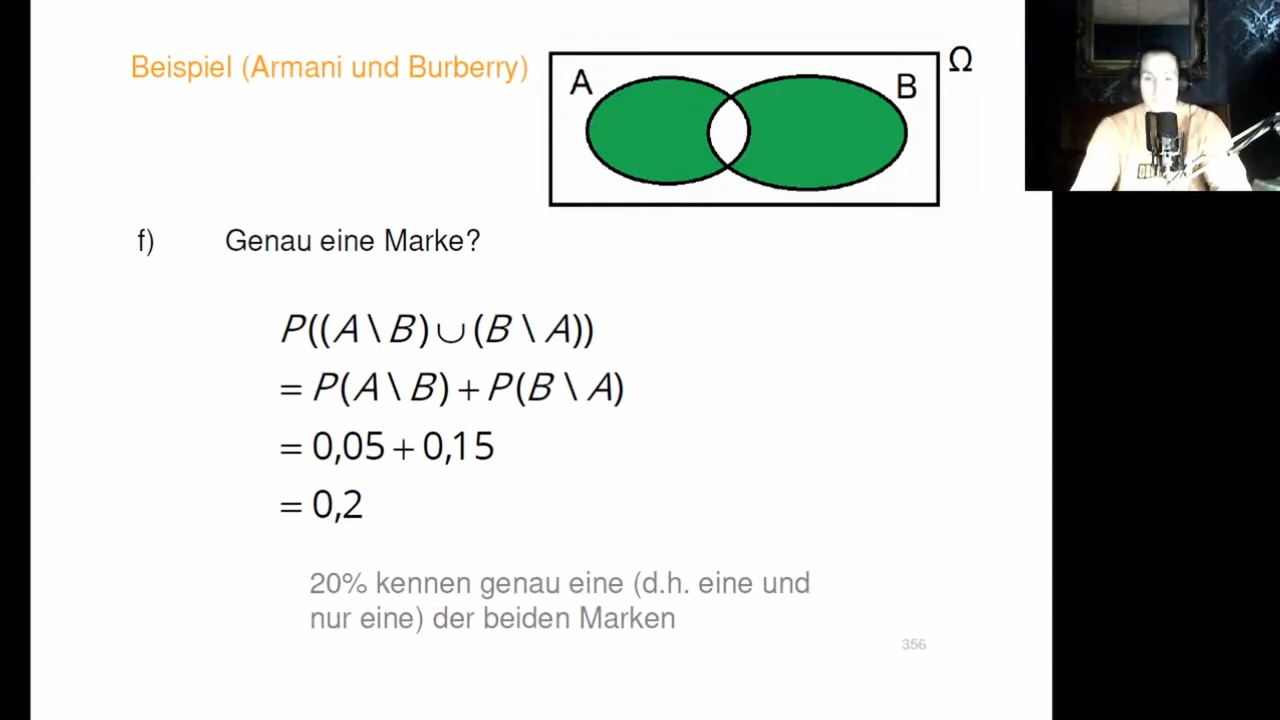 Beispiel (Armani und Burberry)
A
B
Ω
f) Genau eine Marke?
P((A \ B) ∪ (B \ A))
= P(A \ B) + P(B \ A)
= 0,05 + 0,15
= 0,2
20% kennen genau eine (d.h. eine und
nur eine) der beiden Marken
356